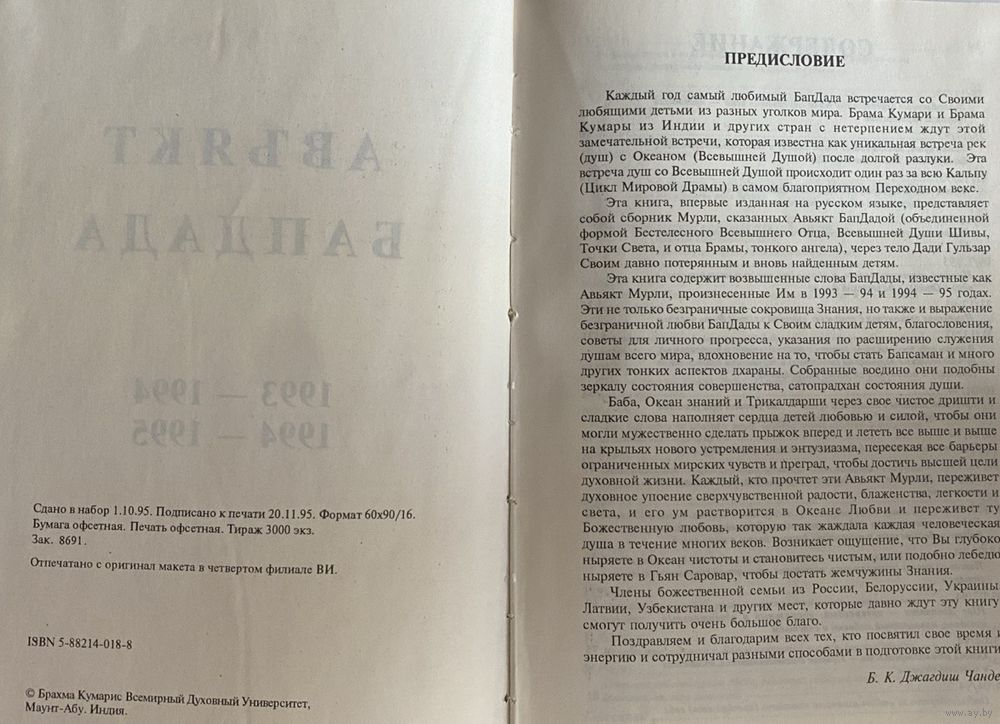 АВЪЯКТ
БАПДАДА
1993 — 1994
1994 — 1995
Сдано в набор 1.10.95. Подписано к печати 20.11.95. Формат 60x90/16.
Бумага офсетная. Печать офсетная. Тираж 3000 экз.
Зак. 8691.
Отпечатано с оригинал макета в четвертом филиале ВИ.
ISBN 5-88214-018-8
© Брахма Кумарис Всемирный Духовный Университет,
Маунт-Абу. Индия.
СОДЕРЖАНИЕ
ПРЕДИСЛОВИЕ
Каждый год самый любимый БапДада встречается со Своими
любящими детьми из разных уголков мира. Брама Кумари и Брама
Кумары из Индии и других стран с нетерпением ждут этой
замечательной встречи, которая известна как уникальная встреча рек
(душ) с Океаном (Всевышней Душой) после долгой разлуки. Эта
встреча душ со Всевышней Душой происходит один раз за всю Кальпу
(Цикл Мировой Драмы) в самом благоприятном Переходном веке.
Эта книга, впервые изданная на русском языке, представляет
собой сборник Мурли, сказанных Авьякт БапДадой (объединенной
формой Бестелесного Всевышнего Отца, Всевышней Души Шивы,
Точки Света, и отца Брамы, тонкого ангела), через тело Дади Гульзар
Своим давно потерянным и вновь найденным детям.
Эта книга содержит возвышенные слова БапДады, известные как
Авьякт Мурли, произнесенные Им в 1993 — 94 и 1994 — 95 годах.
Эти не только безграничные сокровища Знания, но также и выражение
безграничной любви БапДады к Своим сладким детям, благословения,
советы для личного прогресса, указания по расширению служения
душам всего мира, вдохновение на то, чтобы стать Бапсаман и много
других тонких аспектов дхараны. Собранные воедино они подобны
зеркалу состояния совершенства, сатопрадхан состояния души.
Баба, Океан знаний и Трикалдарши через свое чистое дришти и
сладкие слова наполняет сердца детей любовью и силой, чтобы они
могли мужественно сделать прыжок вперед и лететь все выше и выше
на крыльях нового устремления и энтузиазма, пересекая все барьеры
ограниченных мирских чувств и преград, чтобы достичь высшей цели
духовной жизни. Каждый, кто прочтет эти Авьякт Мурли, переживет
духовное упоение сверхчувственной радости, блаженства, легкости и
света, и его ум растворится в Океане Любви и переживет ту
Божественную любовь, которую так жаждала каждая человеческая
душа в течение многих веков. Возникает ощущение, что Вы глубоко
ныряете в Океан чистоты и становитесь чистым, или подобно лебедю
ныряете в Гьян Саровар, чтобы достать жемчужины Знания.
Члены божественной семьи из России, Белоруссии, Украины,
Латвии, Узбекистана и других мест, которые давно ждут эту книгу
смогут получить очень большое благо.
Поздравляем и благодарим всех тех, кто посвятил свое время и
энергию и сотрудничал разными способами в подготовке этой книги
Б. К. Джагдиш Чанде
www.ay.by